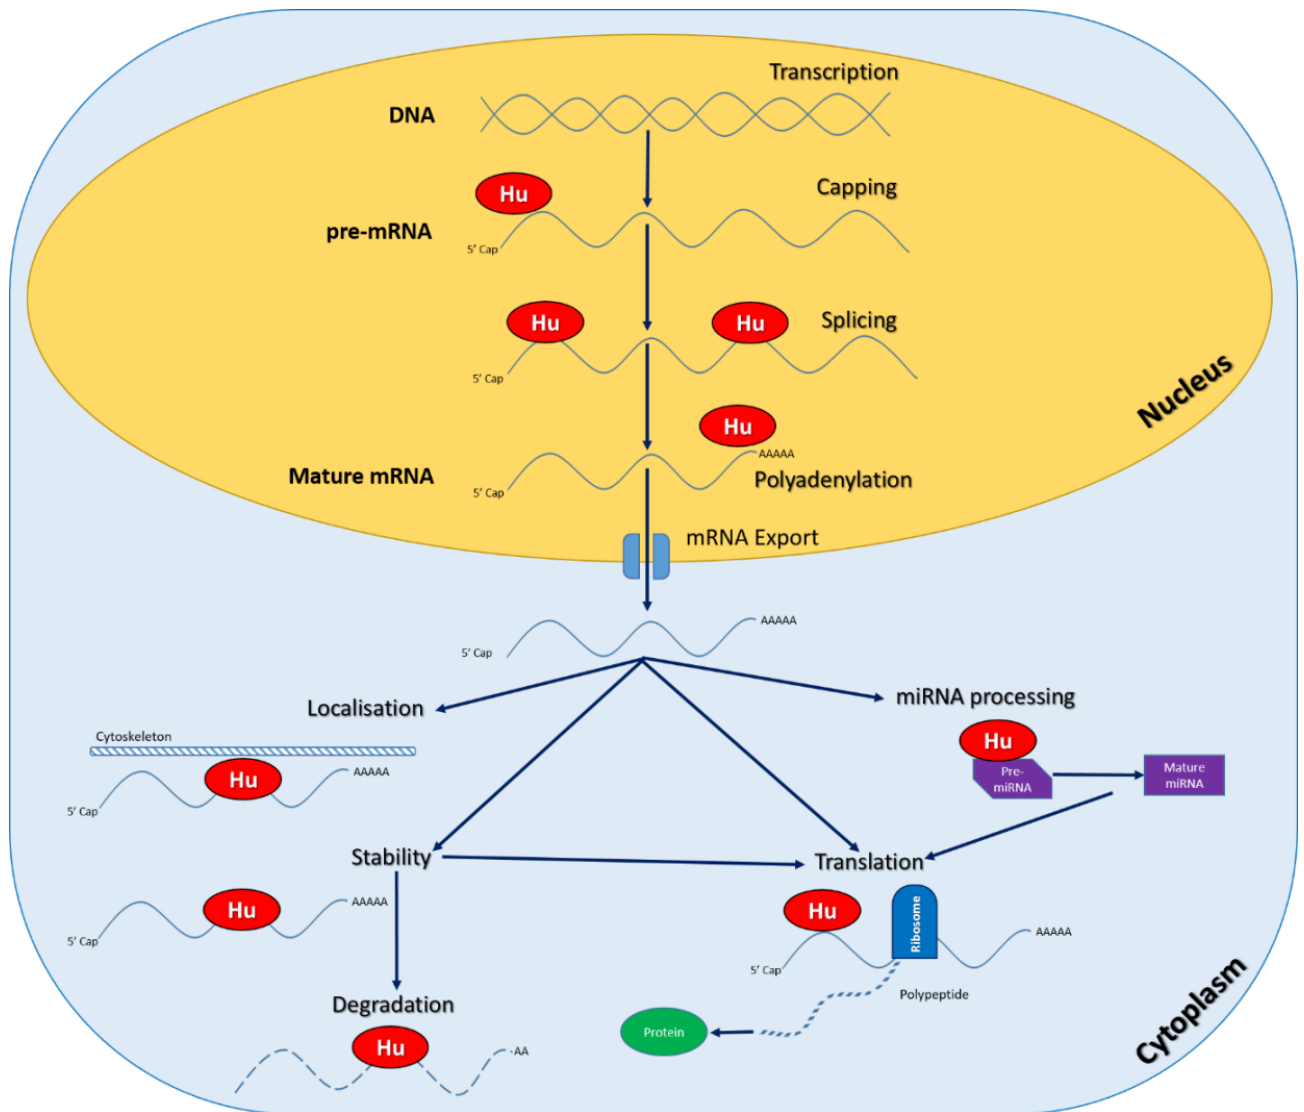 Transcription
DNA
Hu
Capping
pre-mRNA
5' Cap
Hu
Hu
Splicing
5' Cap
Nucleus
Hu
AAAAA
Mature mRNA
Polyadenylation
5' Cap
mRNA Export
AAAAA
5' Cap
Localisation
miRNA processing
Cytoskeleton
Hu
AAAAA
5' Cap
Hu
Pre-
miRNA
Mature
miRNA
Stability
Translation
Hu
AAAAA
5' Cap
Hu
Ribosome
AAAAA
5' Cap
Polypeptide
Degradation
Hu
AA
Protein
Cytoplasm